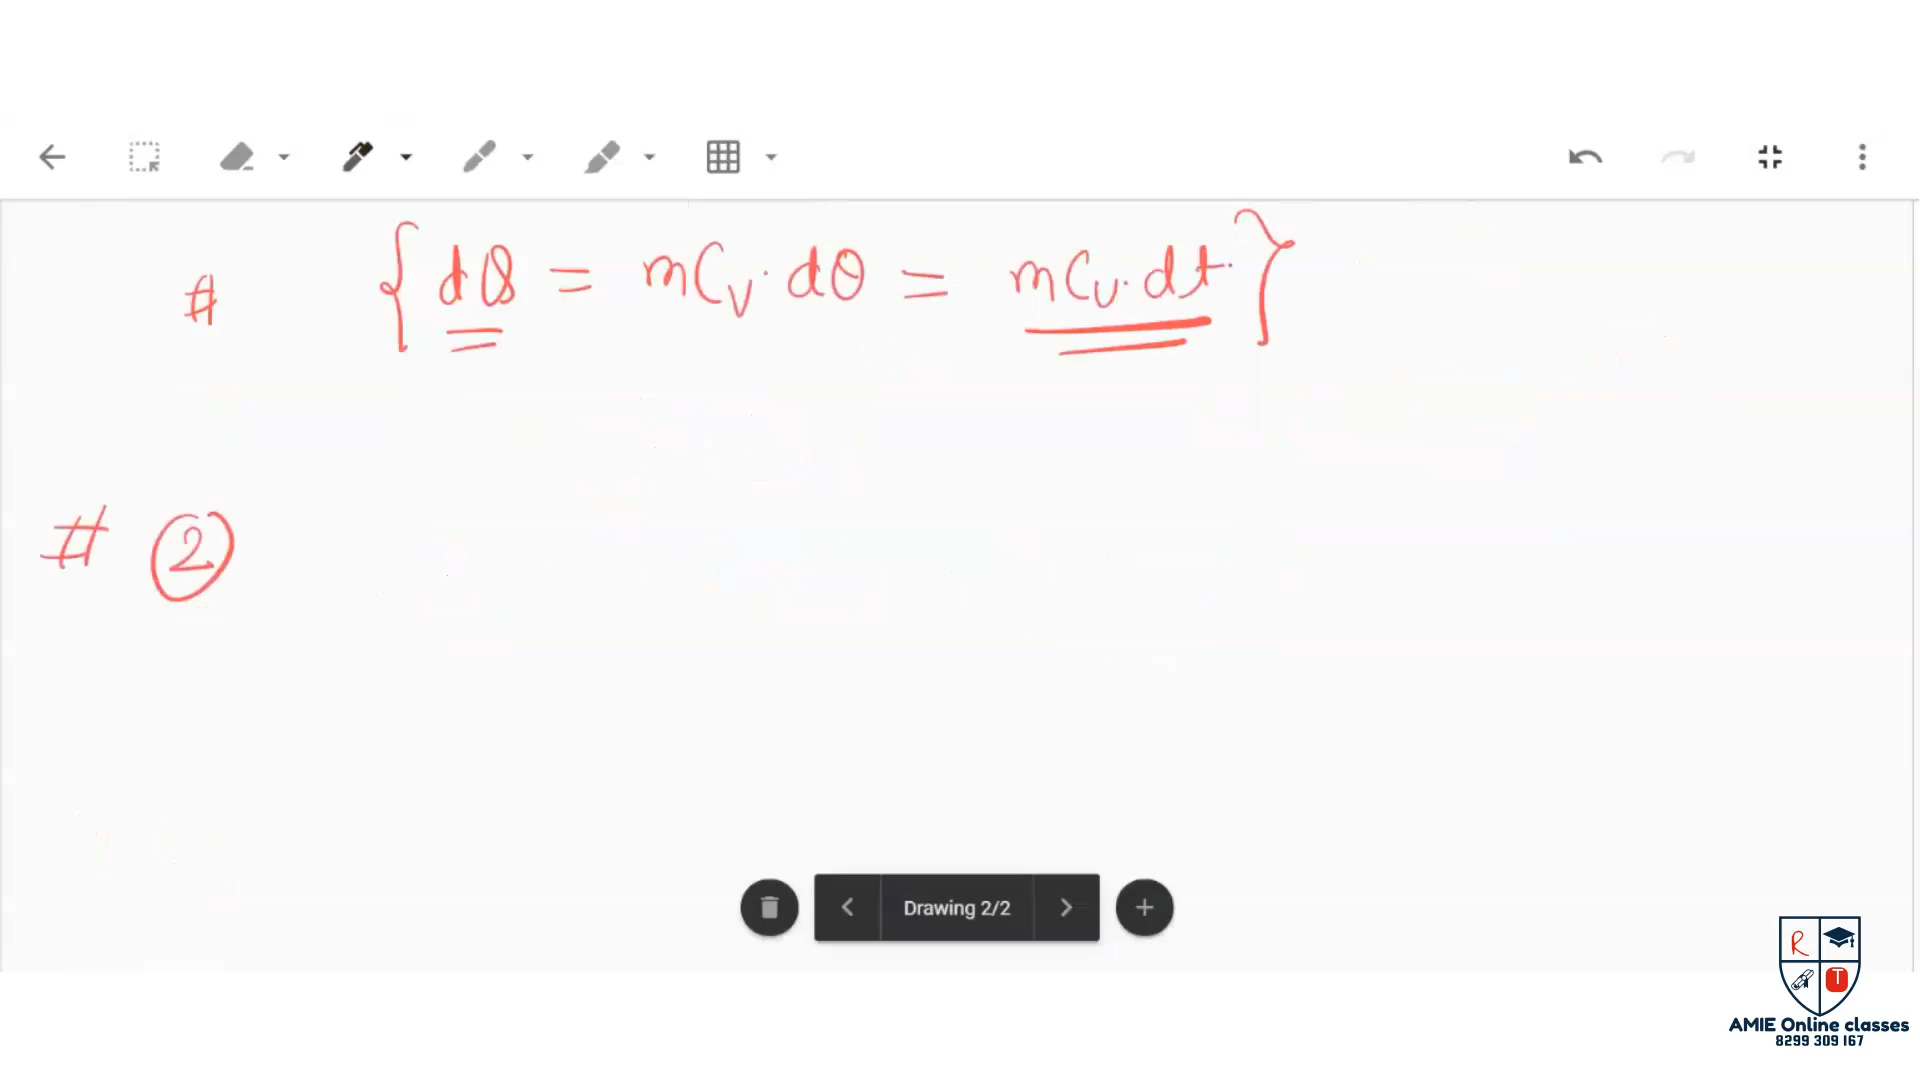 # { dQ = mCv. dθ = mCv. dt. }
# ②
Drawing 2/2
R
T
AMIE Online classes
8299 309 167